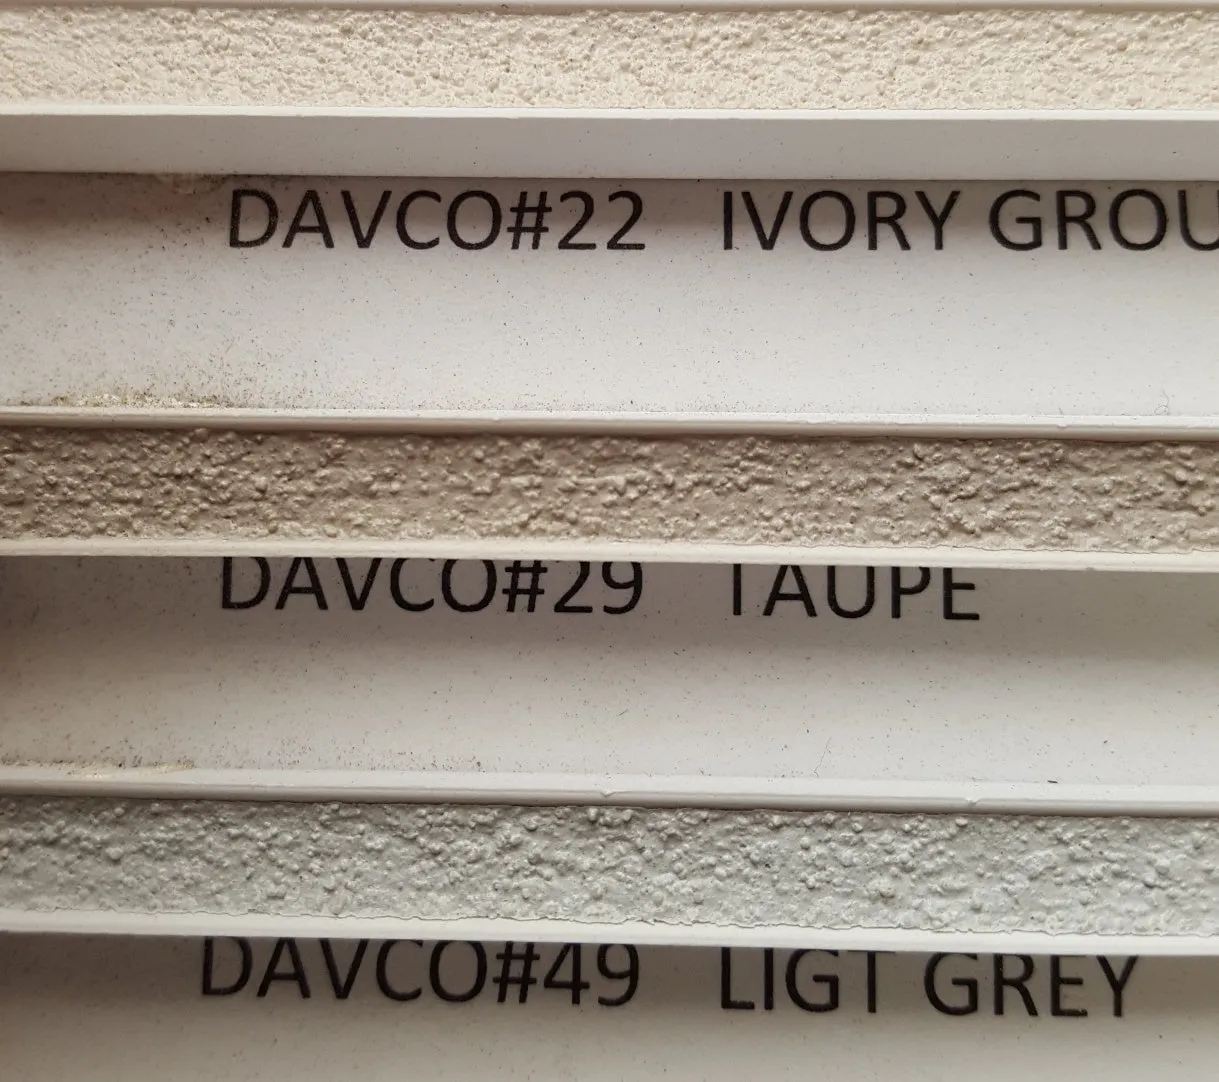 DAVCO#22 IVORY GROU
DAVCO#29 TAUPE
DAVCO#49 LIGT GREY